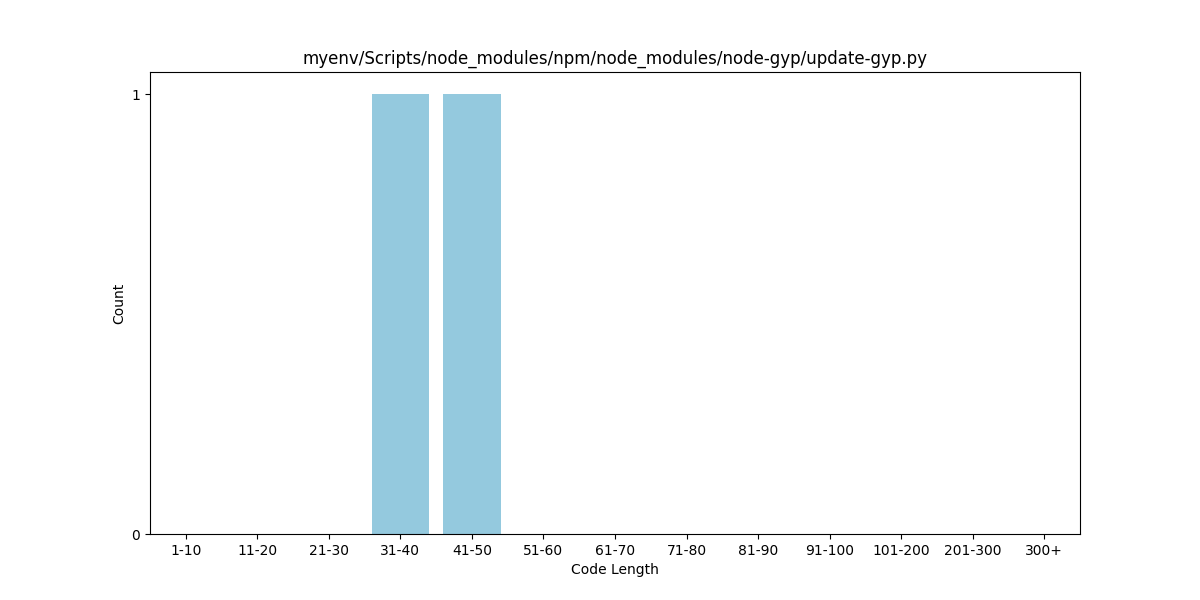 myenv/Scripts/node_modules/npm/node_modules/node-gyp/update-gyp.py
1
Count
0
1-10 11-20 21-30 31-40 41-50 51-60 61-70 71-80 81-90 91-100 101-200 201-300 300+
Code Length